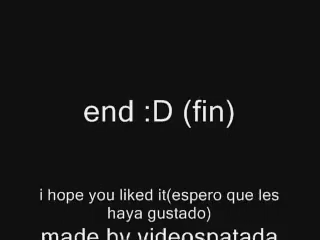 end :D (fin)
i hope you liked it(espero que les
haya gustado)
made by videospatada